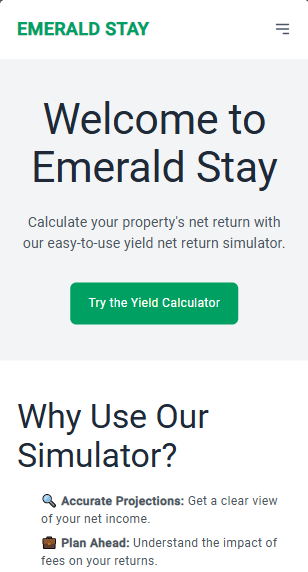 EMERALD STAY
Welcome to
Emerald Stay
Calculate your property's net return with
our easy-to-use yield net return simulator.
Try the Yield Calculator
Why Use Our
Simulator?
🔍 Accurate Projections: Get a clear view
of your net income.
💼 Plan Ahead: Understand the impact of
fees on your returns.